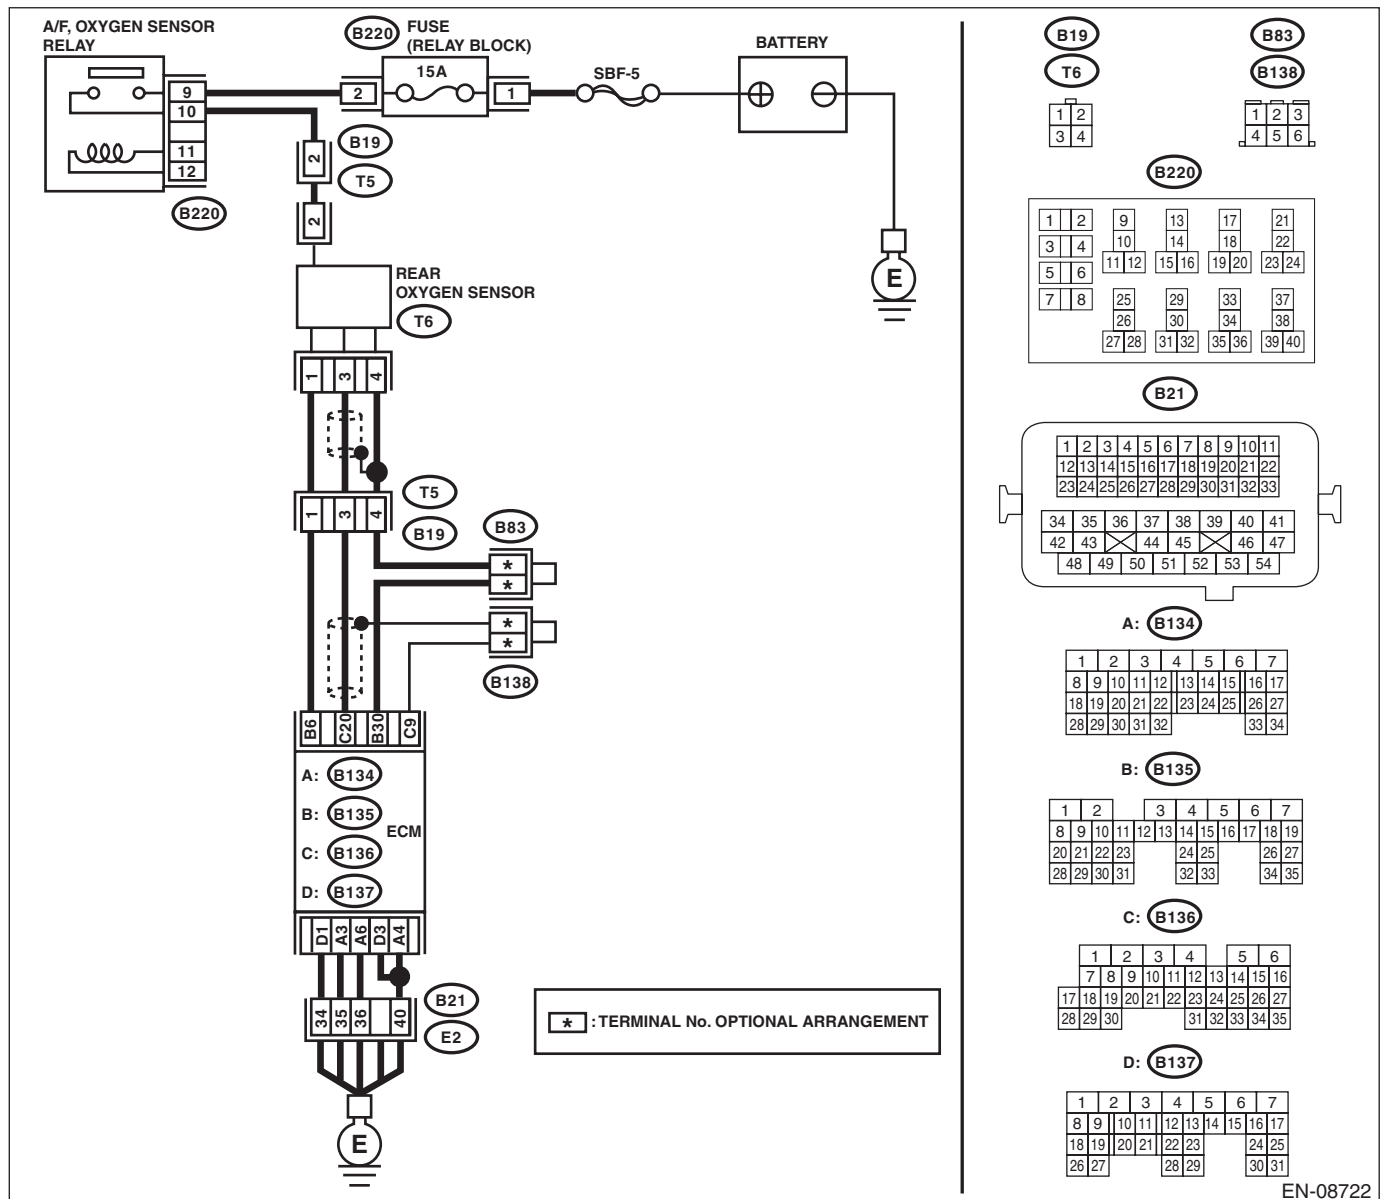 A/F, OXYGEN SENSOR
RELAY
B220
FUSE
(RELAY BLOCK)
15A
SBF-5
BATTERY
9
10
11
12
2
1
B220
2
B19
T5
2
E
REAR
OXYGEN SENSOR
T6
1 3 4
T5
1 3 4
B19
B83
*
*
*
*
B138
B6 C20 B30 C9
A: B134
B: B135
ECM
C: B136
D: B137
D1 A3 A6 D3 A4
34 35 36 40
B21
E2
E
* : TERMINAL No. OPTIONAL ARRANGEMENT
B19
T6
1 2
3 4
B83
B138
1 2 3
4 5 6
B220
1 2 9 13 17 21
3 4 10 14 18 22
11 12 15 16 19 20 23 24
5 6
7 8 25 29 33 37
26 30 34 38
27 28 31 32 35 36 39 40
B21
1 2 3 4 5 6 7 8 9 10 11
12 13 14 15 16 17 18 19 20 21 22
23 24 25 26 27 28 29 30 31 32 33
34 35 36 37 38 39 40 41
42 43 44 45 46 47
48 49 50 51 52 53 54
A: B134
1 2 3 4 5 6 7
8 9 10 11 12 13 14 15 16 17
18 19 20 21 22 23 24 25 26 27
28 29 30 31 32 33 34
B: B135
1 2 3 4 5 6 7
8 9 10 11 12 13 14 15 16 17 18 19
20 21 22 23 24 25 26 27
28 29 30 31 32 33 34 35
C: B136
1 2 3 4 5 6
7 8 9 10 11 12 13 14 15 16
17 18 19 20 21 22 23 24 25 26 27
28 29 30 31 32 33 34 35
D: B137
1 2 3 4 5 6 7
8 9 10 11 12 13 14 15 16 17
18 19 20 21 22 23 24 25
26 27 28 29 30 31
EN-08722